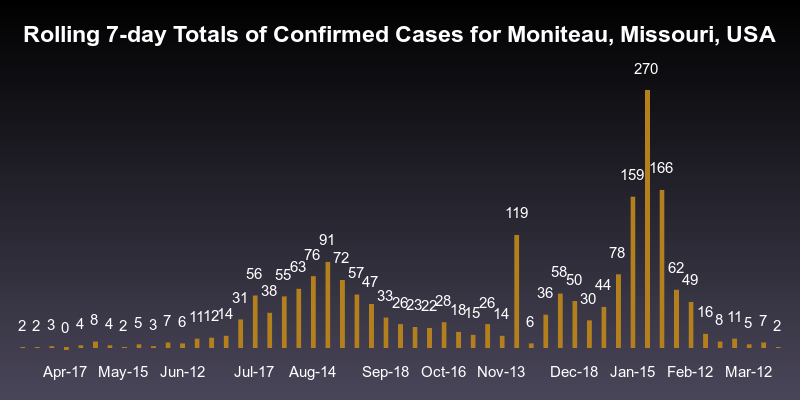 Rolling 7-day Totals of Confirmed Cases for Moniteau, Missouri, USA
2 2 3 0 4 8 4 2 5 3 7 6 11 12 14 31 56 38 55 63 76 91 72 57 47 33 26 23 22 28 18 15 26 14 119 6 36 58 50 30 44 78 159 270 166 62 49 16 8 11 5 7 2
Apr-17 May-15 Jun-12 Jul-17 Aug-14 Sep-18 Oct-16 Nov-13 Dec-18 Jan-15 Feb-12 Mar-12